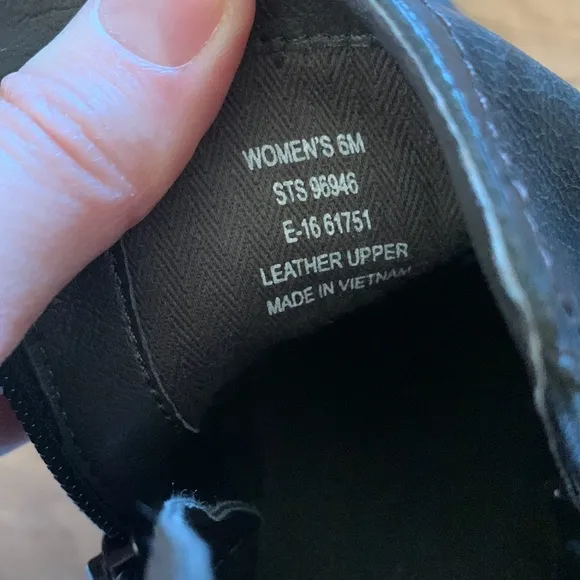 WOMEN'S 6M
STS 96946
E-16 61751
LEATHER UPPER
MADE IN VIETNAM